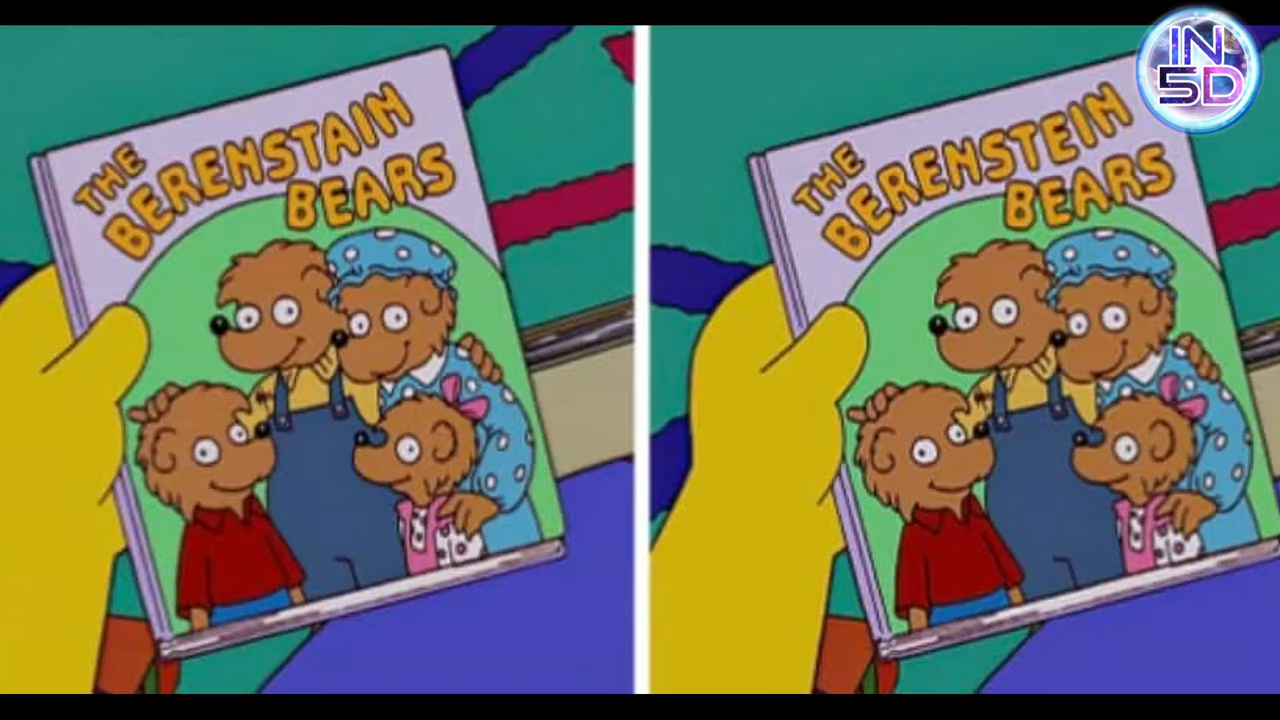 THE
BERENSTAIN
BEARS
THE
BERENSTEIN
BEARS
IN
5D